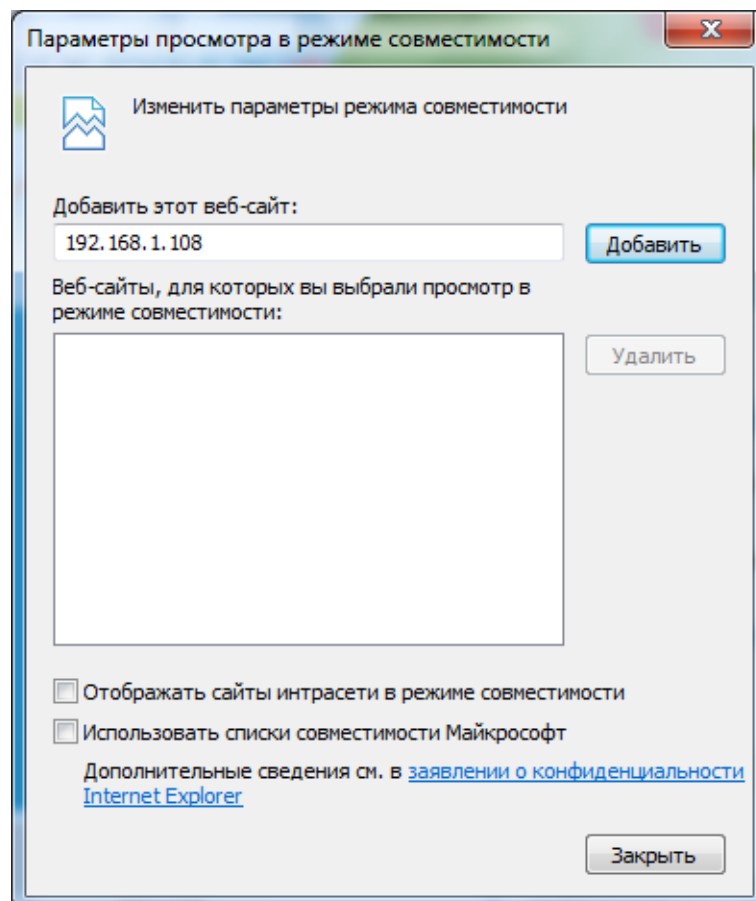 Параметры просмотра в режиме совместимости
Изменить параметры режима совместимости
Добавить этот веб-сайт:
192.168.1.108
Добавить
Веб-сайты, для которых вы выбрали просмотр в
режиме совместимости:
Удалить
Отображать сайты интрасети в режиме совместимости
Использовать списки совместимости Майкрософт
Дополнительные сведения см. в заявлении о конфиденциальности
Internet Explorer
Закрыть